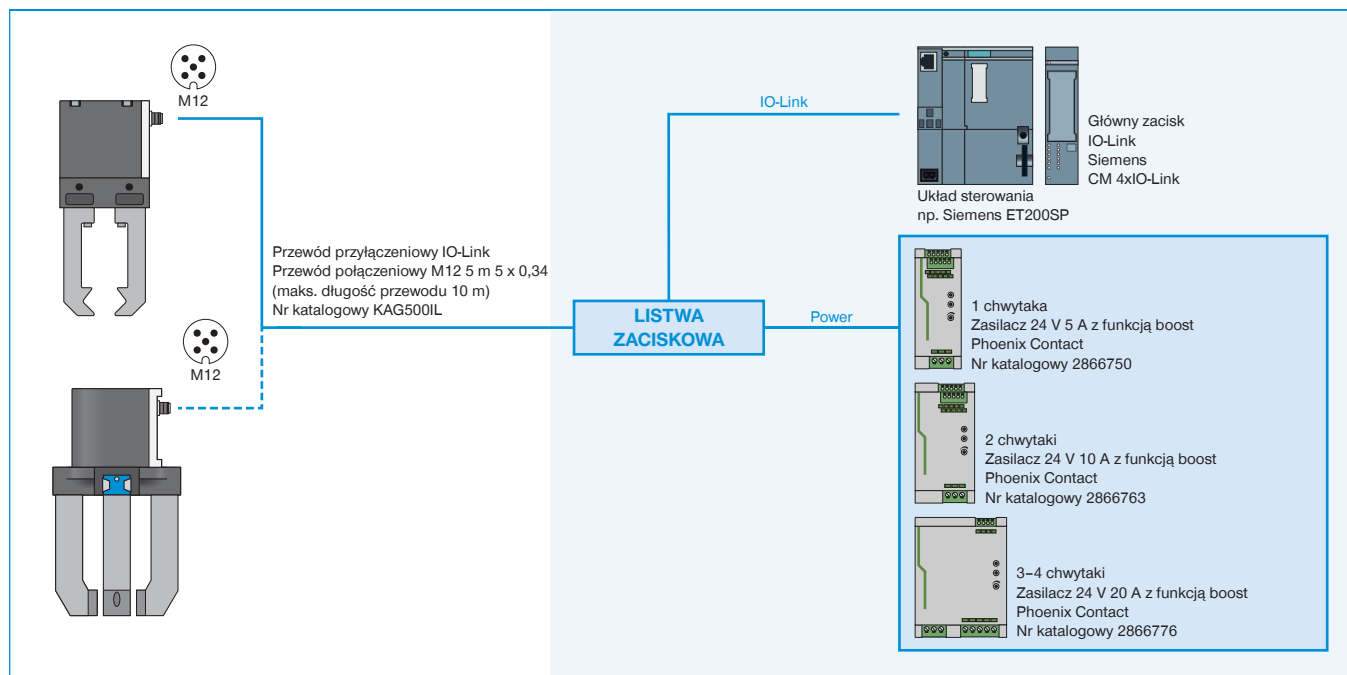 M12
M12
Przewód przyłączeniowy IO-Link
Przewód połączeniowy M12 5 m 5 x 0,34
(maks. długość przewodu 10 m)
Nr katalogowy KAG500IL
LISTWA
ZACISKOWA
IO-Link
Power
Układ sterowania
np. Siemens ET200SP
Główny zacisk
IO-Link
Siemens
CM 4xIO-Link
1 chwytaka
Zasilacz 24 V 5 A z funkcją boost
Phoenix Contact
Nr katalogowy 2866750
2 chwytaki
Zasilacz 24 V 10 A z funkcją boost
Phoenix Contact
Nr katalogowy 2866763
3–4 chwytaki
Zasilacz 24 V 20 A z funkcją boost
Phoenix Contact
Nr katalogowy 2866776